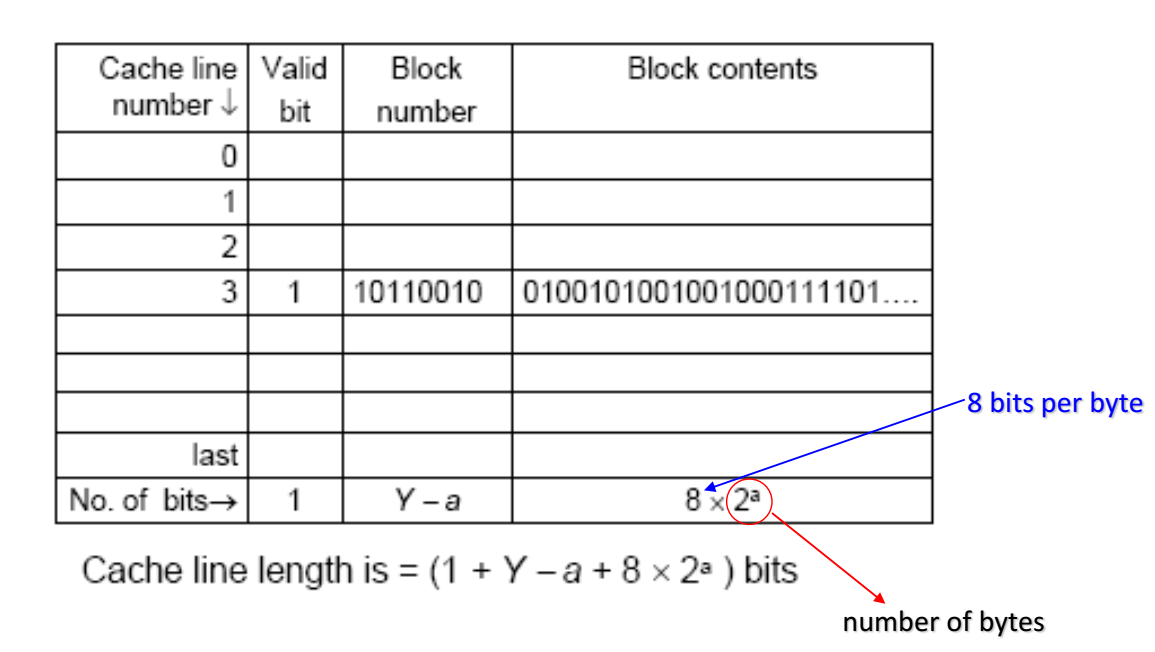 Cache line number ↓ Valid bit Block number Block contents
0
1
2
3 1 10110010 0100101001001000111101....
last
No. of bits→ 1 Y – a 8 × 2ª
8 bits per byte
Cache line length is = (1 + Y – a + 8 × 2ª ) bits
number of bytes